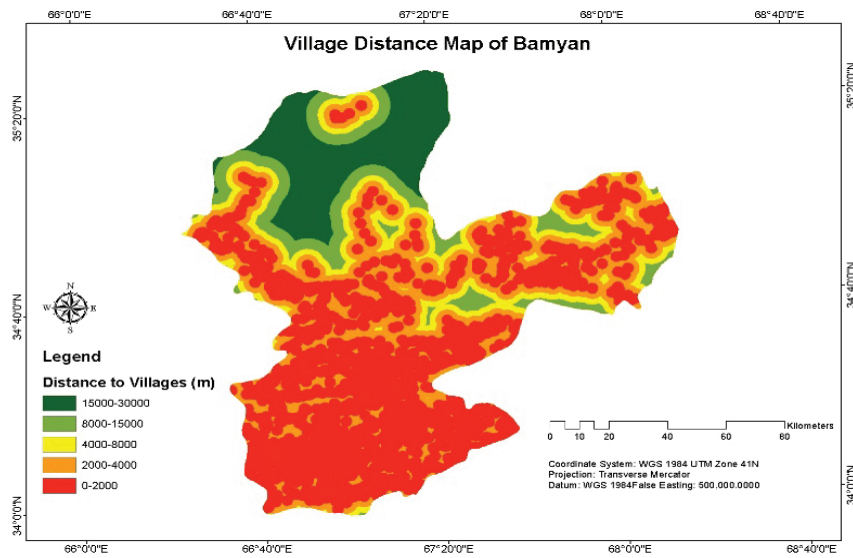 66°0'0"E 66°40'0"E 67°20'0"E 68°0'0"E 68°40'0"E
Village Distance Map of Bamyan
35°20'0"N
35°20'0"N
34°40'0"N
34°40'0"N
34°0'0"N
34°0'0"N
N
W E
S
Legend
Distance to Villages (m)
15000-30000
8000-15000
4000-8000
2000-4000
0-2000
Kilometers
0 10 20 40 60 80
Coordinate System: WGS 1984 UTM Zone 41N
Projection: Transverse Mercator
Datum: WGS 1984False Easting: 500,000.0000
66°0'0"E 66°40'0"E 67°20'0"E 68°0'0"E